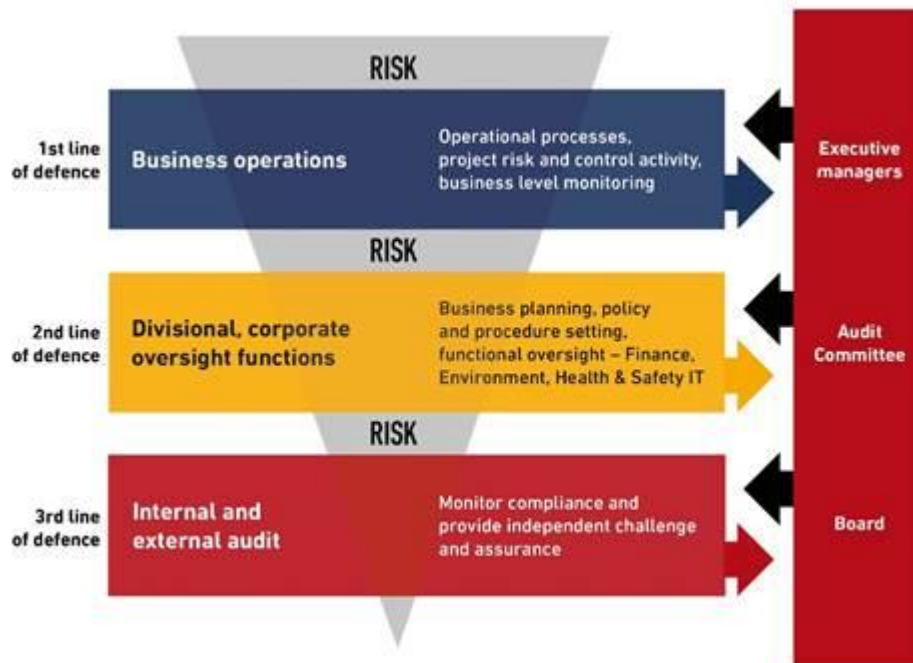 RISK
1st line
of defence
Business operations
Operational processes,
project risk and control activity,
business level monitoring
Executive
managers
RISK
2nd line
of defence
Divisional, corporate
oversight functions
Business planning, policy
and procedure setting,
functional oversight – Finance,
Environment, Health & Safety IT
Audit
Committee
RISK
3rd line
of defence
Internal and
external audit
Monitor compliance and
provide independent challenge
and assurance
Board